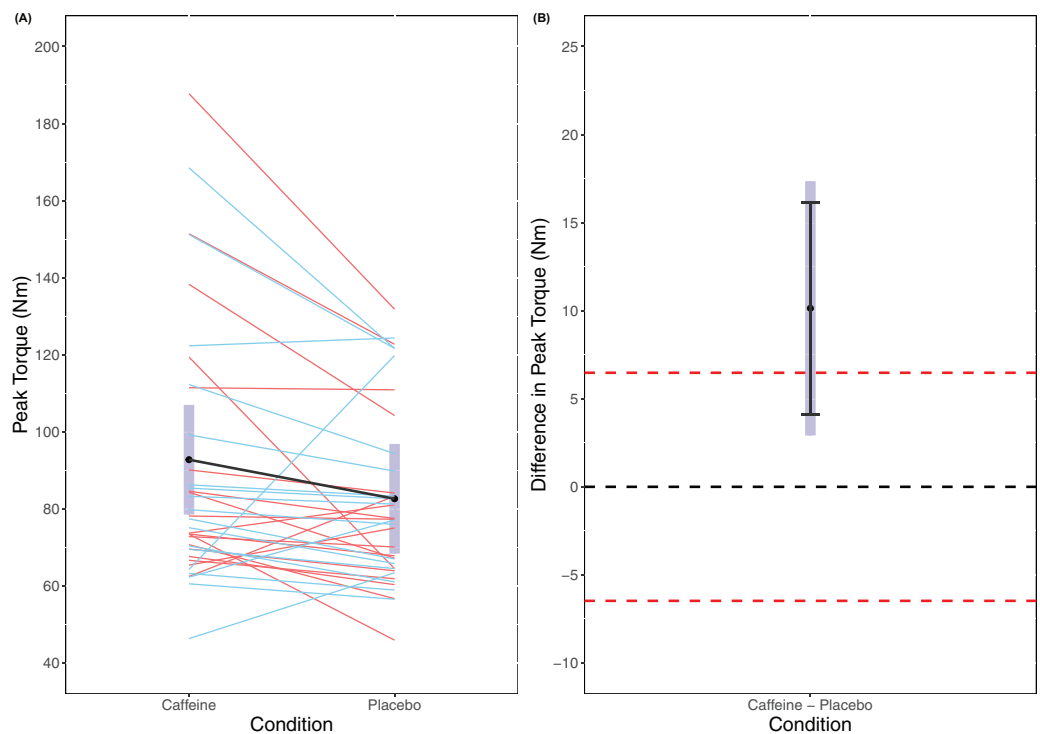 (A)
Peak Torque (Nm)
200
180
160
140
120
100
80
60
40
Caffeine
Placebo
Condition
(B)
Difference in Peak Torque (Nm)
25
20
15
10
5
0
−5
−10
Caffeine − Placebo
Condition